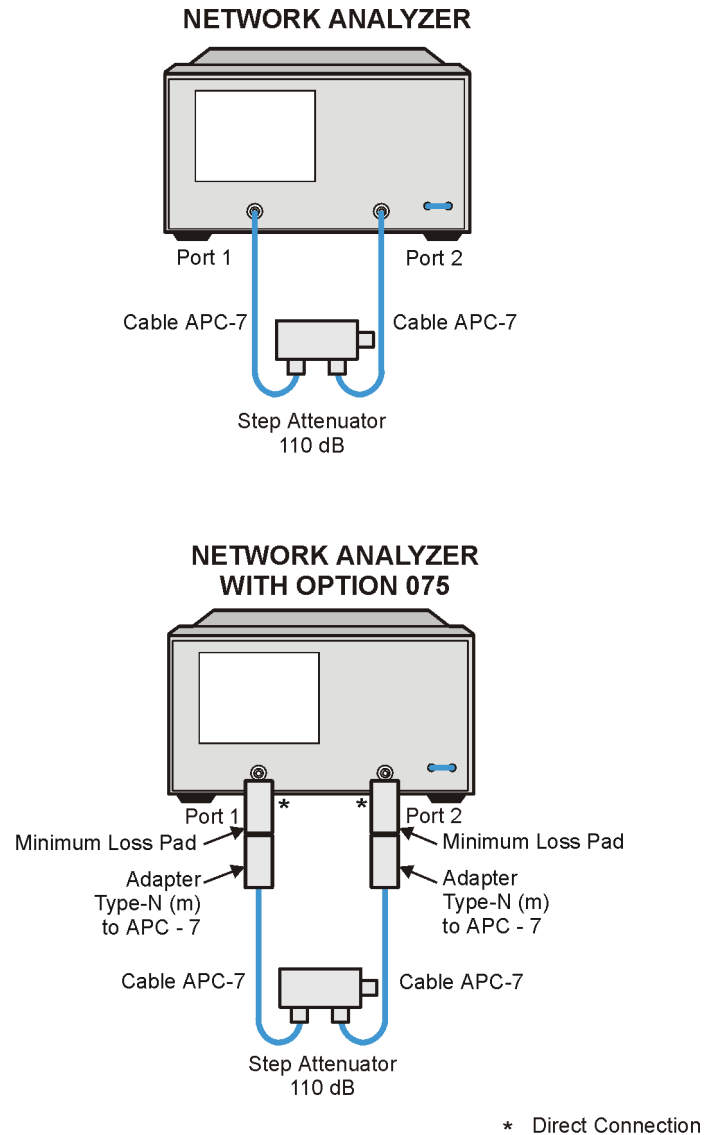 NETWORK ANALYZER
Port 1
Port 2
Cable APC-7
Cable APC-7
Step Attenuator
110 dB
NETWORK ANALYZER
WITH OPTION 075
Port 1
*
*
Port 2
Minimum Loss Pad
Minimum Loss Pad
Adapter
Type-N (m)
to APC - 7
Adapter
Type-N (m)
to APC - 7
Cable APC-7
Cable APC-7
Step Attenuator
110 dB
* Direct Connection